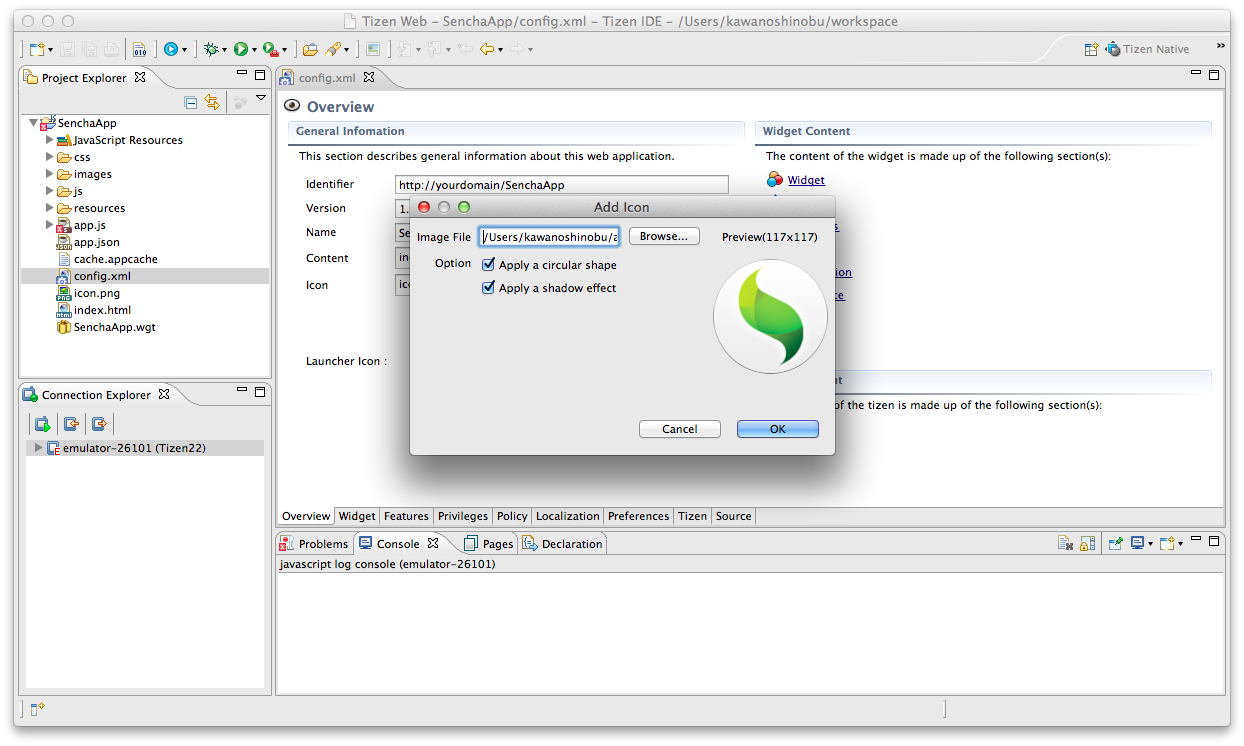 Tizen Web – SenchaApp/config.xml – Tizen IDE – /Users/kawanoshinobu/workspace
010
Tizen Native
»
Project Explorer
SenchaApp
JavaScript Resources
css
images
js
resources
app.js
app.json
cache.appcache
config.xml
icon.png
index.html
SenchaApp.wgt
Connection Explorer
emulator-26101 (Tizen22)
config.xml
Overview
General Infomation
This section describes general information about this web application.
Identifier
http://yourdomain/SenchaApp
Version
1.
Name
Se
Content
in
Icon
ico
Launcher Icon :
Widget Content
The content of the widget is made up of the following section(s):
Widget
of the tizen is made up of the following section(s):
Add Icon
Image File
/Users/kawanoshinobu/a
Browse...
Preview(117x117)
Option
Apply a circular shape
Apply a shadow effect
Cancel
OK
Overview Widget Features Privileges Policy Localization Preferences Tizen Source
Problems Console Pages Declaration
javascript log console (emulator-26101)